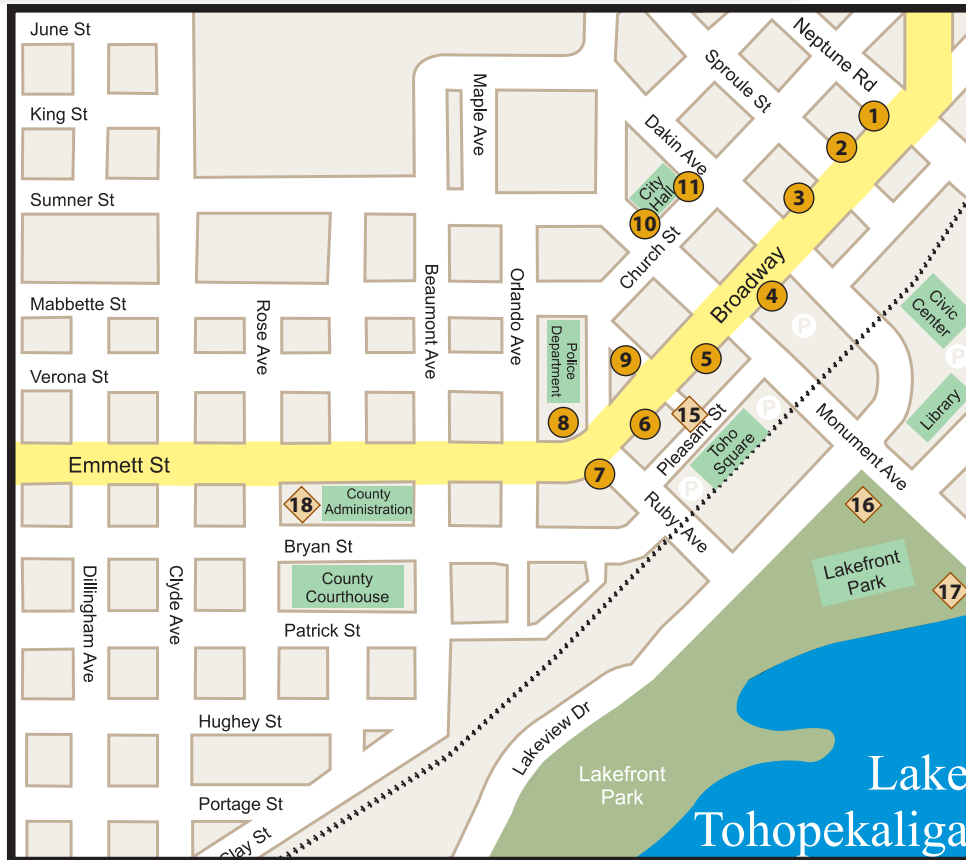 June St
King St
Sumner St
Mabbette St
Verona St
Emmett St
Maple Ave
Beaumont Ave
Orlando Ave
Rose Ave
Neptune Rd
Sproule St
Dakin Ave
City
Hall
Church St
Broadway
1
2
3
4
5
6
7
8
9
10
11
15
16
17
18
Police
Department
Pleasant St
Toho
Square
P
P
P
P
Civic
Center
Library
Monument Ave
Ruby Ave
County
Administration
Bryan St
County
Courthouse
Patrick St
Dillingham Ave
Clyde Ave
Hughey St
Portage St
Clay St
Lakeview Dr
Lakefront
Park
Lakefront
Park
Lake
Tohopekaliga